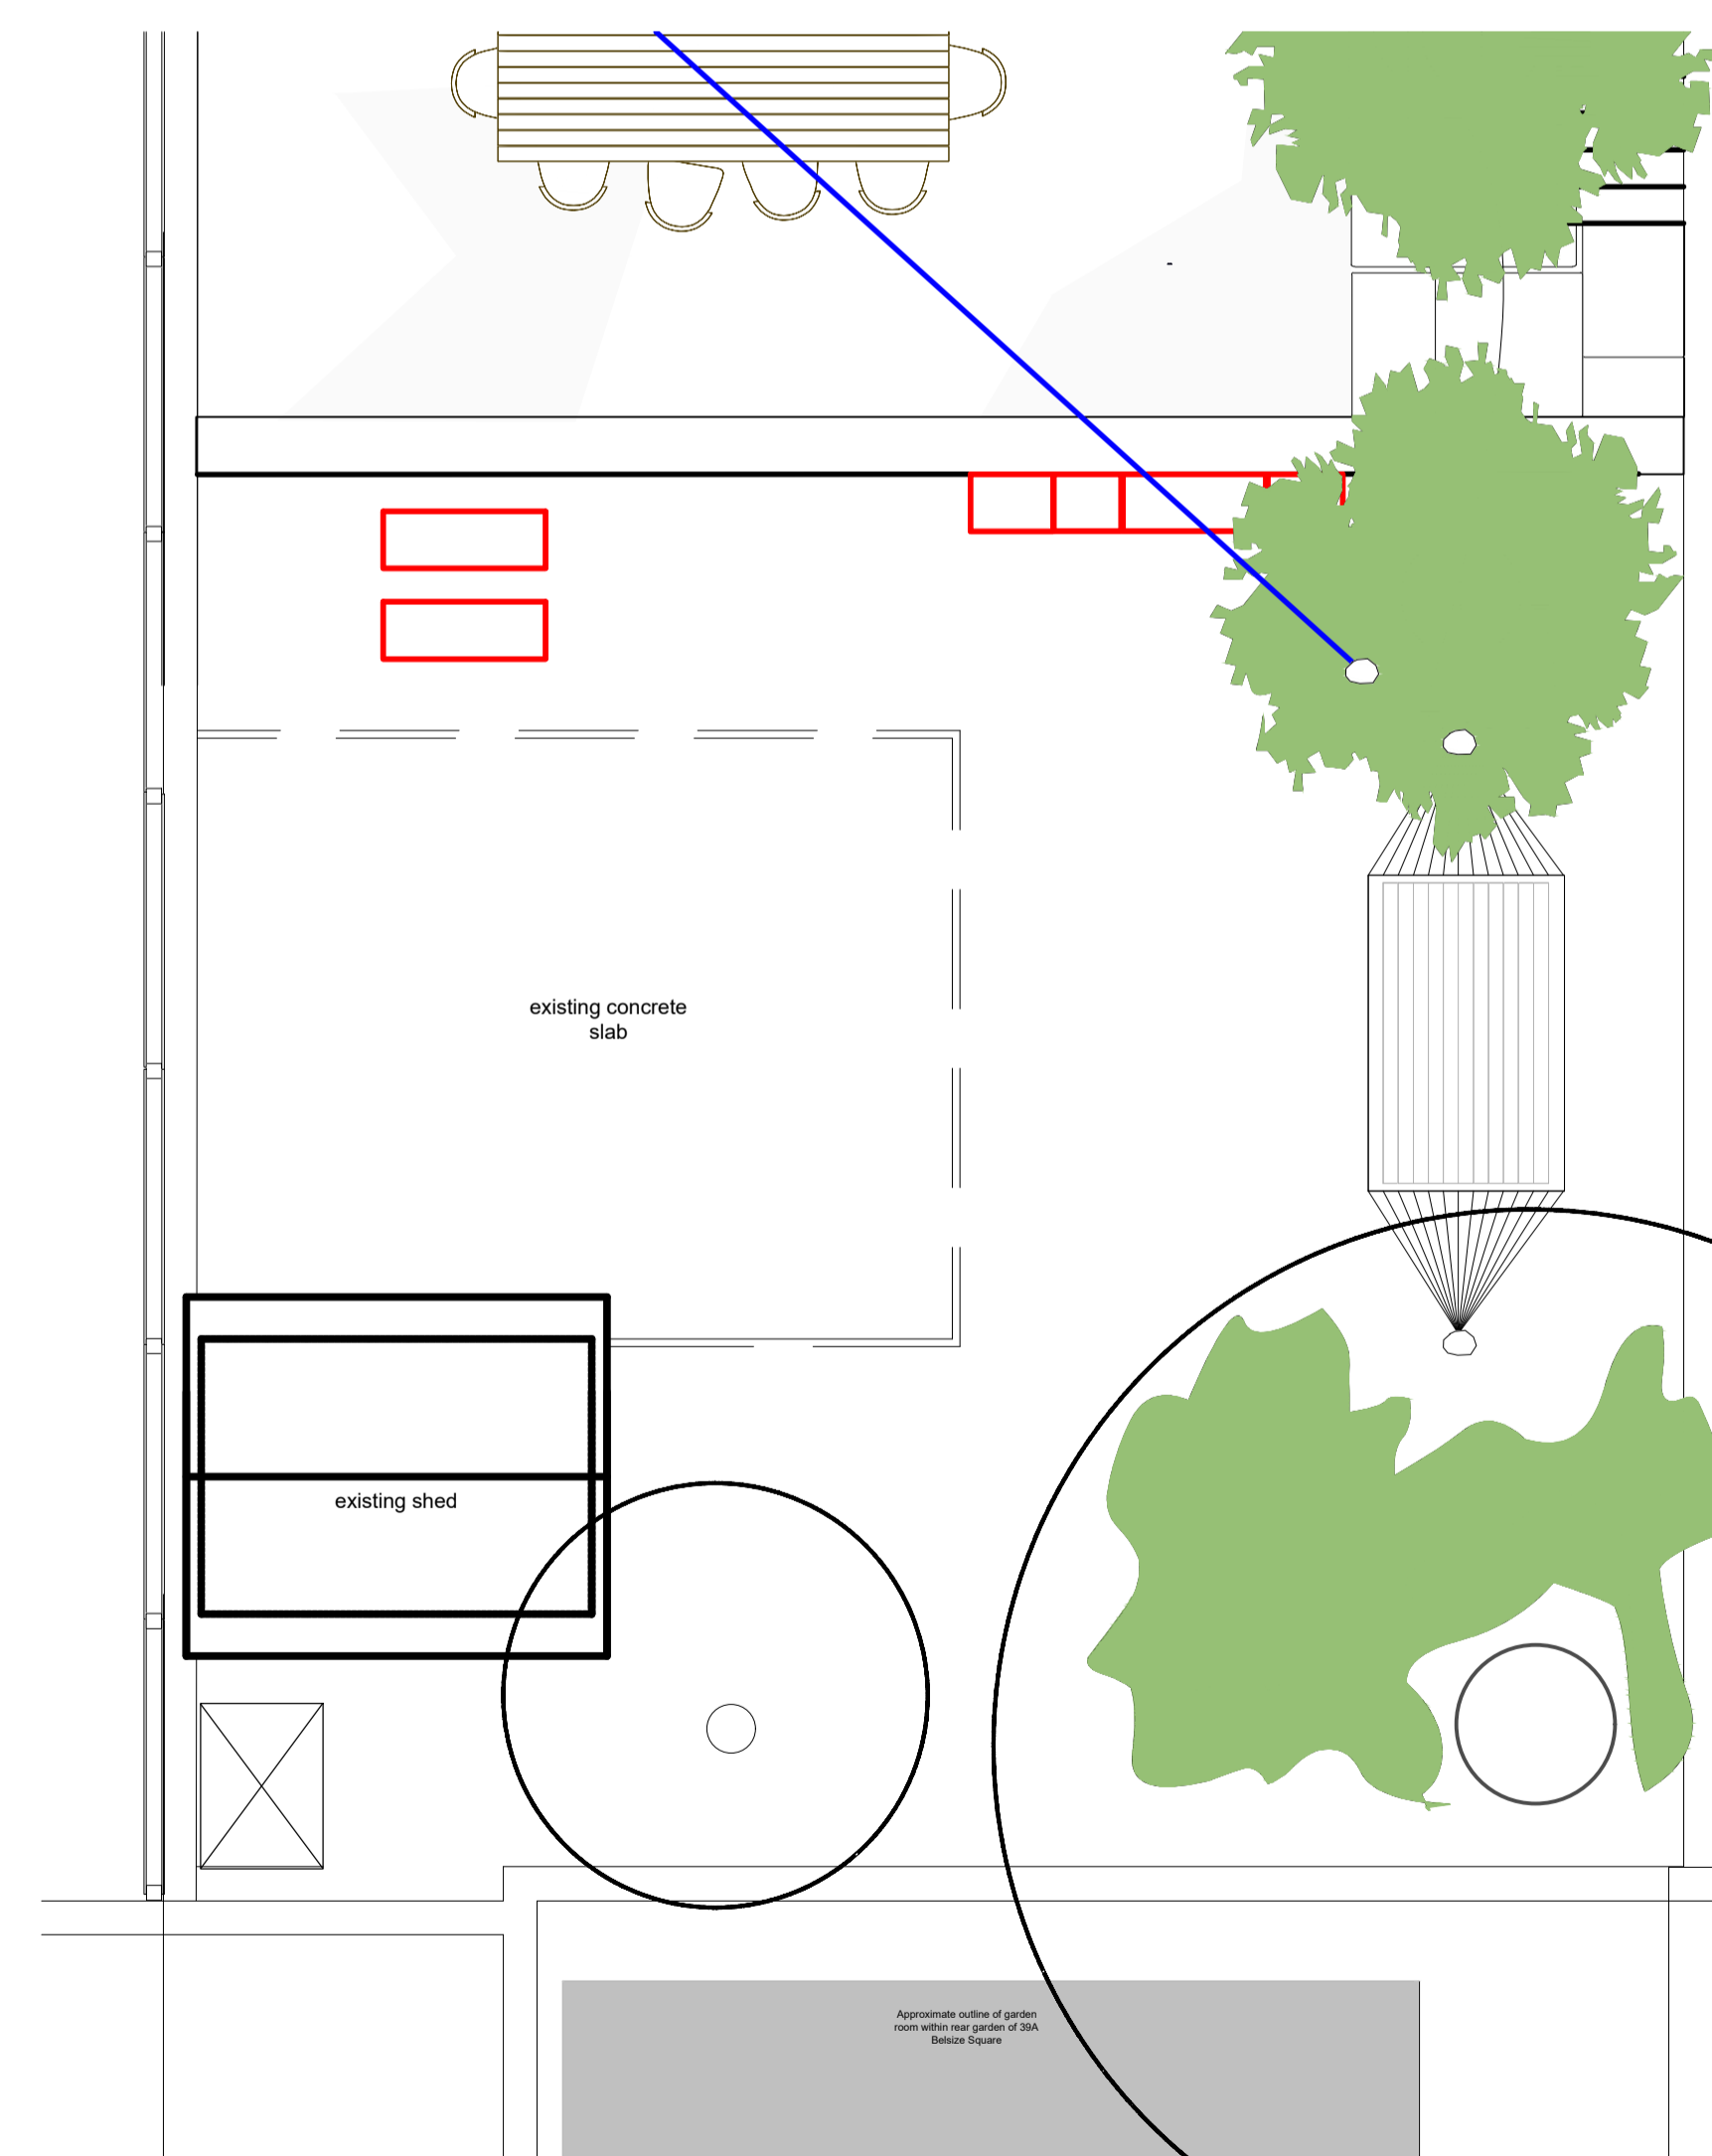 existing concrete
slab
existing shed
Approximate outline of garden
room within rear garden of 39A
Belsize Square